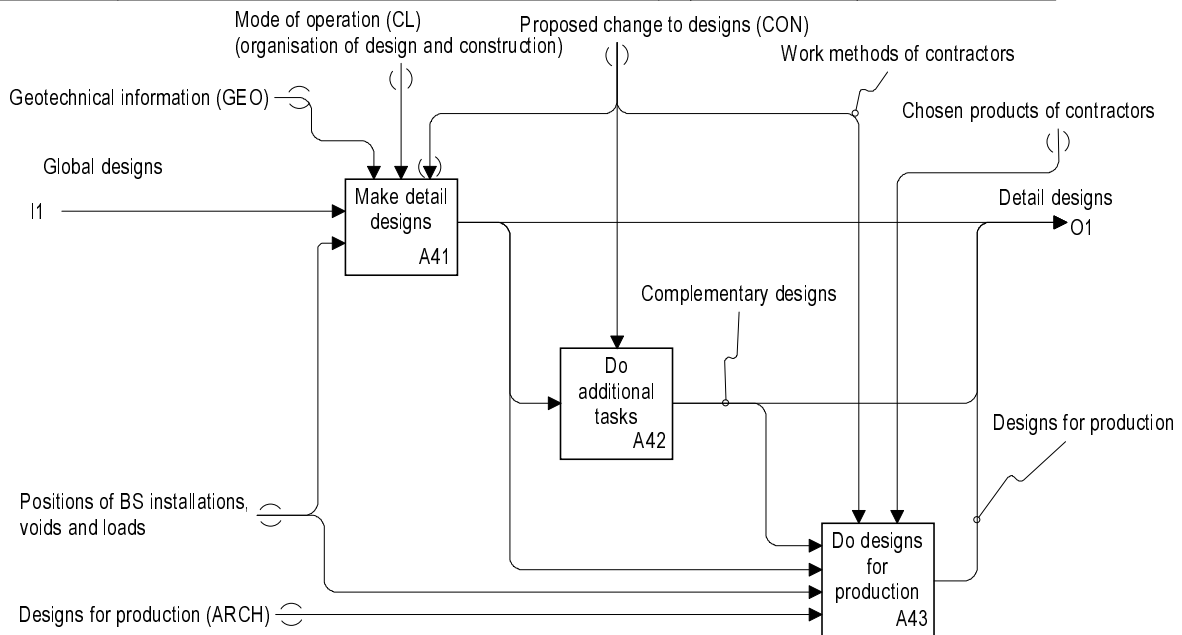 Mode of operation (CL)
(organisation of design and construction)
Proposed change to designs (CON)
Work methods of contractors
Geotechnical information (GEO)
Chosen products of contractors
Global designs
I1
Make detail
designs
A41
Detail designs
O1
Complementary designs
Do
additional
tasks
A42
Designs for production
Positions of BS installations,
voids and loads
Do designs
for
production
A43
Designs for production (ARCH)